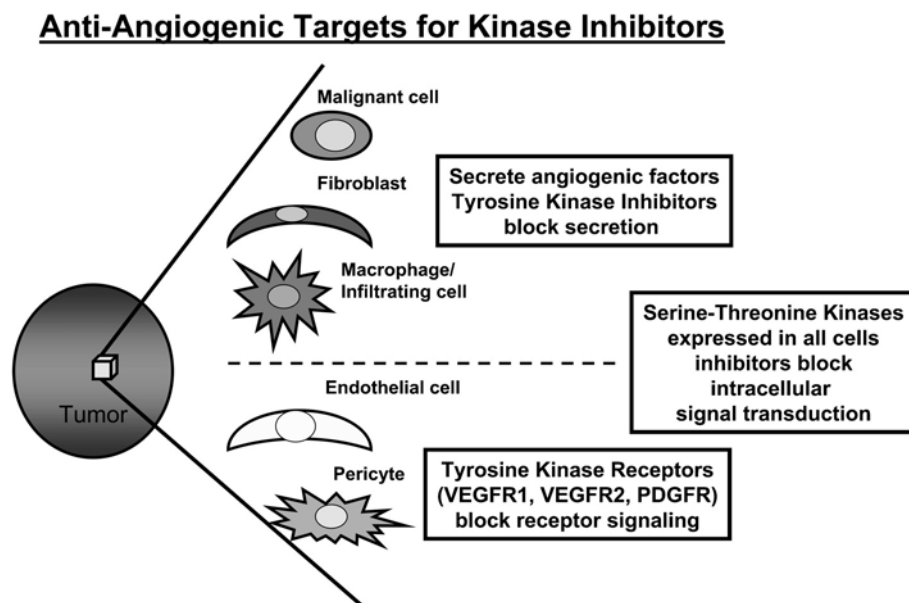 Anti-Angiogenic Targets for Kinase Inhibitors
Malignant cell
Fibroblast
Secrete angiogenic factors
Tyrosine Kinase Inhibitors
block secretion
Macrophage/
Infiltrating cell
Serine-Threonine Kinases
expressed in all cells
inhibitors block
intracellular
signal transduction
Endothelial cell
Tumor
Pericyte
Tyrosine Kinase Receptors
(VEGFR1, VEGFR2, PDGFR)
block receptor signaling